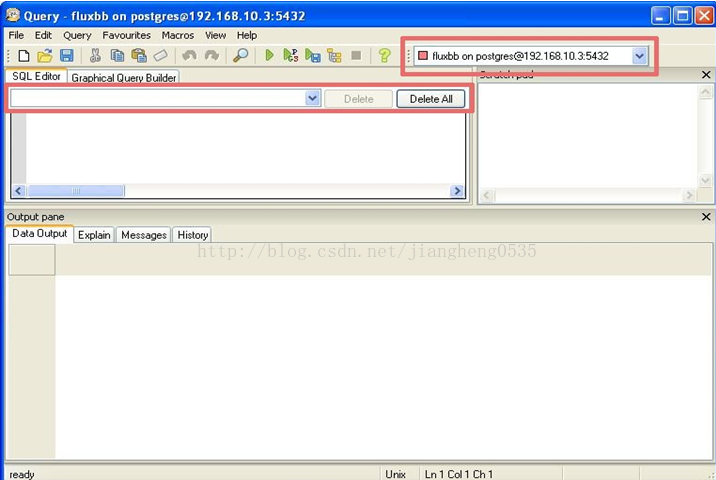 Query - fluxbb on postgres@192.168.10.3:5432
File Edit Query Favourites Macros View Help
fluxbb on postgres@192.168.10.3:5432
SQL Editor Graphical Query Builder
Scratch pad
Delete Delete All
Output pane
Data Output Explain Messages History
http://blog.csdn.net/jiangheng0535
ready Unix Ln 1 Col 1 Ch 1